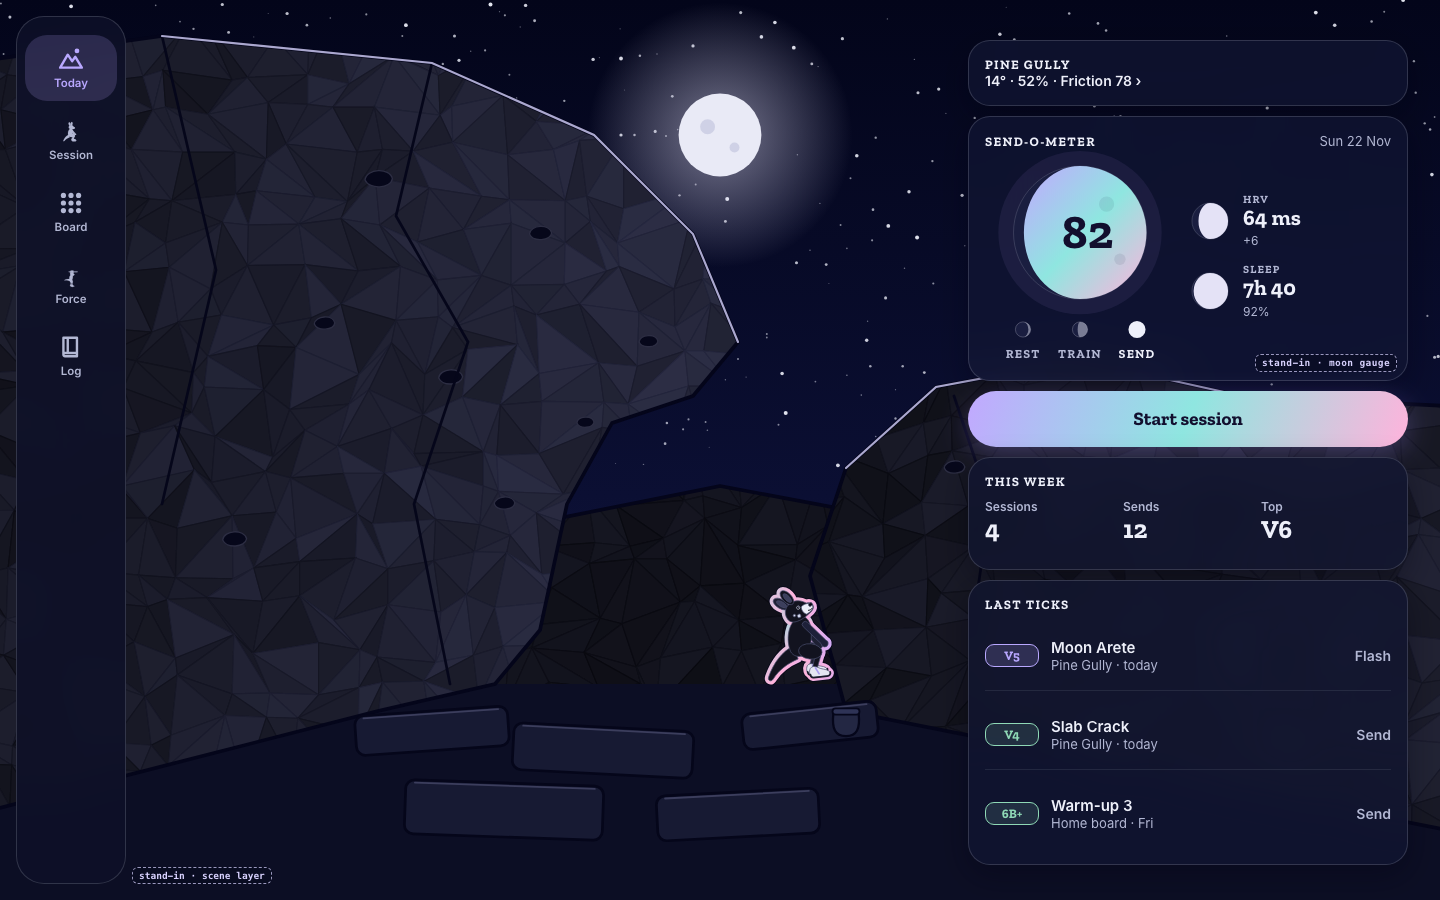 Today
Session
Board
Force
Log
stand-in · scene layer
PINE GULLY
14° · 52% · Friction 78 ›
SEND-O-METER
Sun 22 Nov
82
REST
TRAIN
SEND
HRV
64 ms
+6
SLEEP
7h 40
92%
stand-in · moon gauge
Start session
THIS WEEK
Sessions
4
Sends
12
Top
V6
LAST TICKS
V5
Moon Arete
Pine Gully · today
Flash
V4
Slab Crack
Pine Gully · today
Send
6B+
Warm-up 3
Home board · Fri
Send